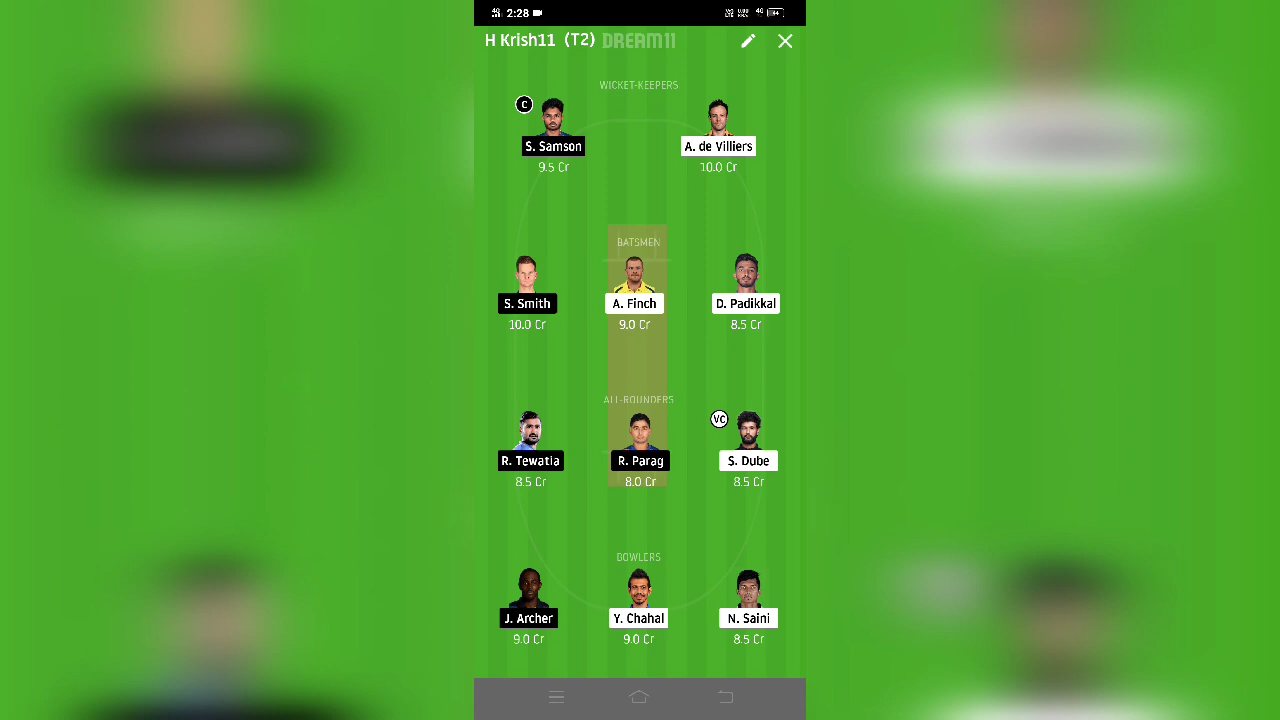 4G 2:28 4G
H Krish11 (T2) DREAM11
WICKET-KEEPERS
C
S. Samson A. de Villiers
9.5 Cr 10.0 Cr
BATSMEN
S. Smith A. Finch D. Padikkal
10.0 Cr 9.0 Cr 8.5 Cr
ALL-ROUNDERS
VC
R. Tewatia R. Parag S. Dube
8.5 Cr 8.0 Cr 8.5 Cr
BOWLERS
J. Archer Y. Chahal N. Saini
9.0 Cr 9.0 Cr 8.5 Cr